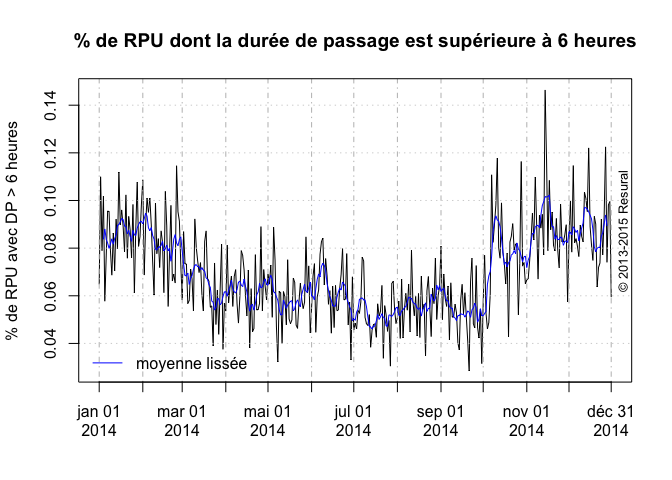 % de RPU dont la durée de passage est supérieure à 6 heures
% de RPU avec DP > 6 heures
0.14
0.12
0.10
0.08
0.06
0.04
© 2013-2015 Resural
moyenne lissée
jan 01 mar 01 mai 01 jul 01 sep 01 nov 01 déc 31
2014 2014 2014 2014 2014 2014 2014